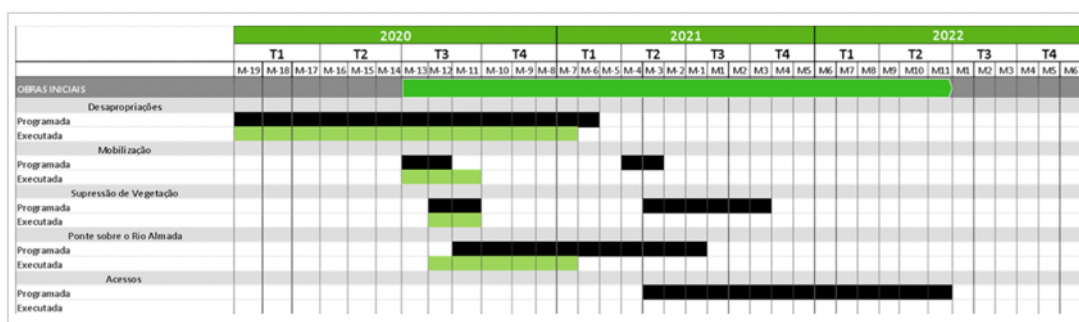 2020 2021 2022
T1 T2 T3 T4 T1 T2 T3 T4 T1 T2 T3 T4
M-19 M-18 M-17 M-16 M-15 M-14 M-13 M-12 M-11 M-10 M-9 M-8 M-7 M-6 M-5 M-4 M-3 M-2 M-1 M1 M2 M3 M4 M5 M6 M7 M8 M9 M10 M11 M1 M2 M3 M4 M5 M6
OBRAS INICIAIS
Desapropriações
Programada
Executada
Mobilização
Programada
Executada
Supressão de Vegetação
Programada
Executada
Ponte sobre o Rio Almada
Programada
Executada
Acessos
Programada
Executada